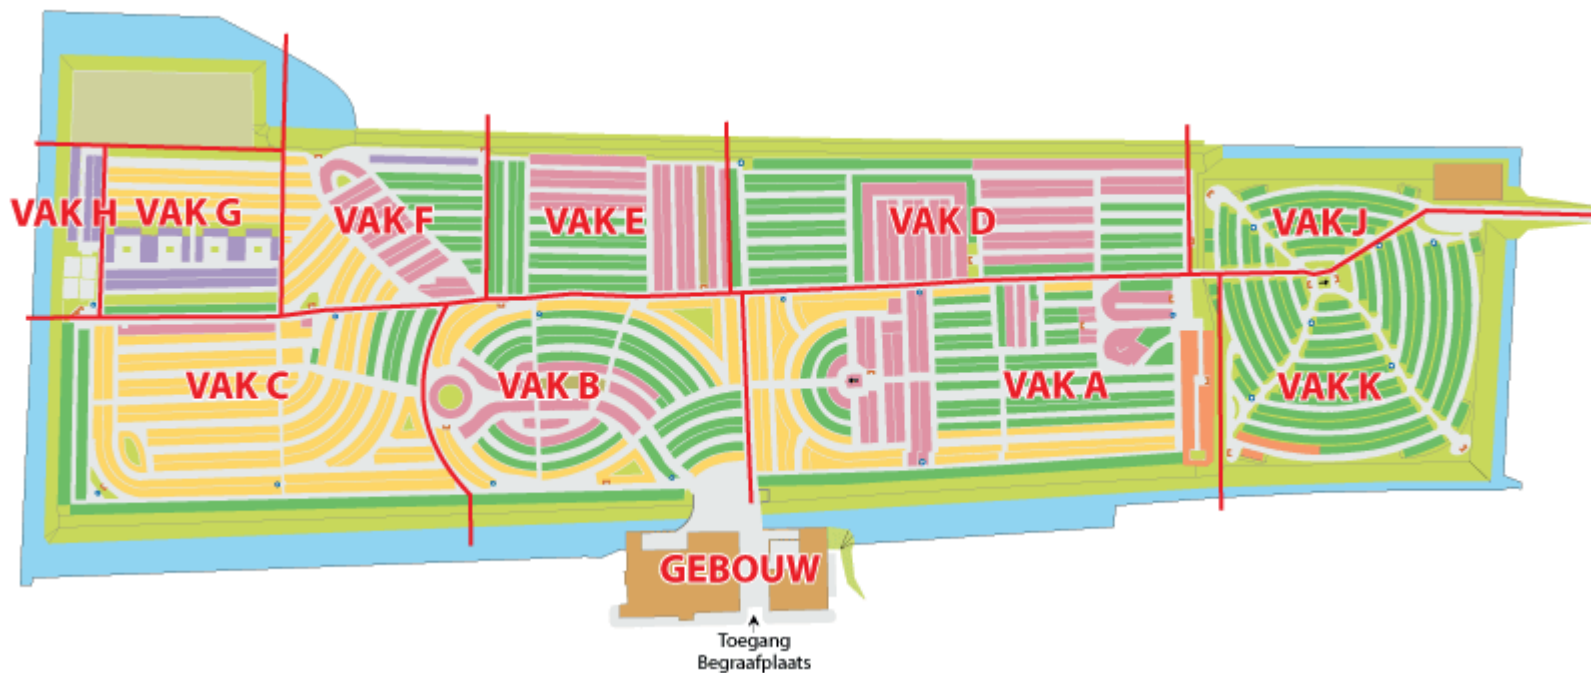 VAK H
VAK G
VAK F
VAK E
VAK D
VAK J
VAK C
VAK B
VAK A
VAK K
GEBOUW
Toegang
Begraafplaats